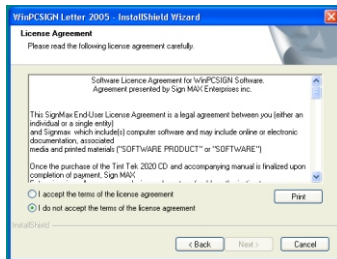 WinPCSIGN Letter 2005 - InstallShield Wizard
License Agreement
Please read the following license agreement carefully.
Software Licence Agreement for WinPCSIGN Software.
Agreement presented by Sign MAX Enterprises inc.
This SignMax End-User License Agreement is a legal agreement between you (either an
individual or a single entity)
and Signmax which include(s) computer software and may include online or electronic
documentation, associated
media and printed materials ("SOFTWARE PRODUCT" or "SOFTWARE")
Once the purchase of the Tint Tek 2020 CD and accompanying manual is finalized upon
completion of payment, Sign MAX
I accept the terms of the license agreement
I do not accept the terms of the license agreement
Print
InstallShield
< Back
Next >
Cancel